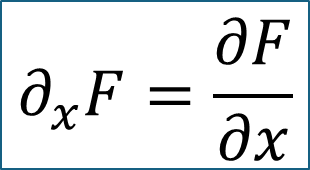 ∂ₓF = ∂F/∂x